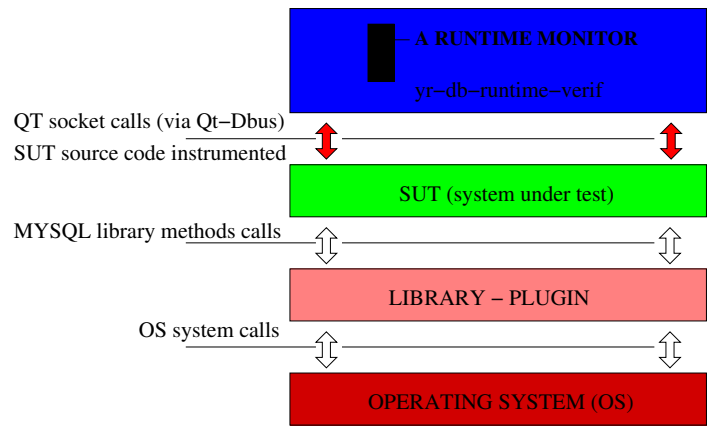 A RUNTIME MONITOR
yr−db−runtime−verif
QT socket calls (via Qt−Dbus)
SUT source code instrumented
SUT (system under test)
MYSQL library methods calls
LIBRARY − PLUGIN
OS system calls
OPERATING SYSTEM (OS)